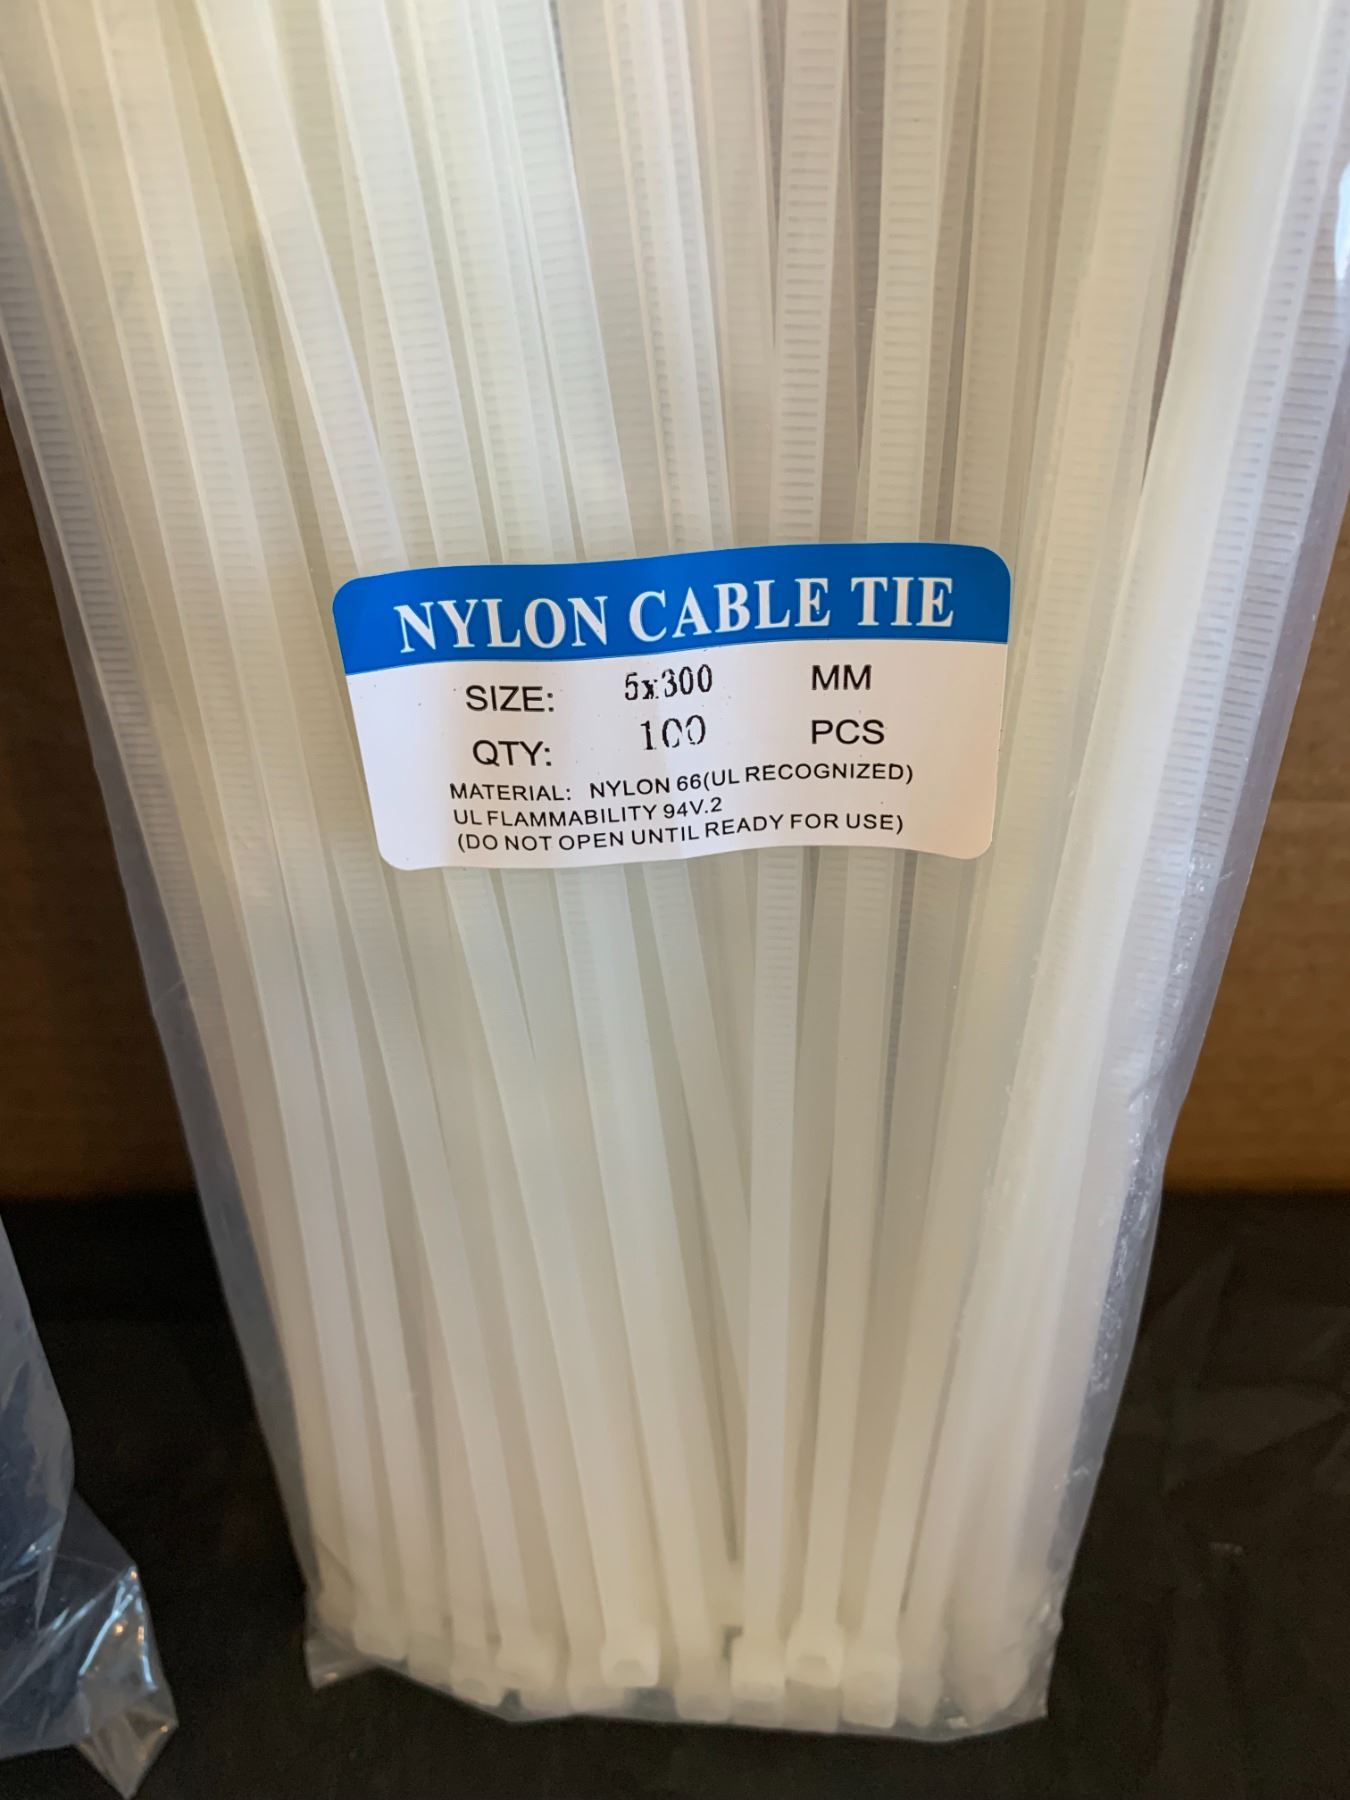 NYLON CABLE TIE
SIZE: 5x300 MM
QTY: 100 PCS
MATERIAL: NYLON 66(UL RECOGNIZED)
UL FLAMMABILITY 94V.2
(DO NOT OPEN UNTIL READY FOR USE)